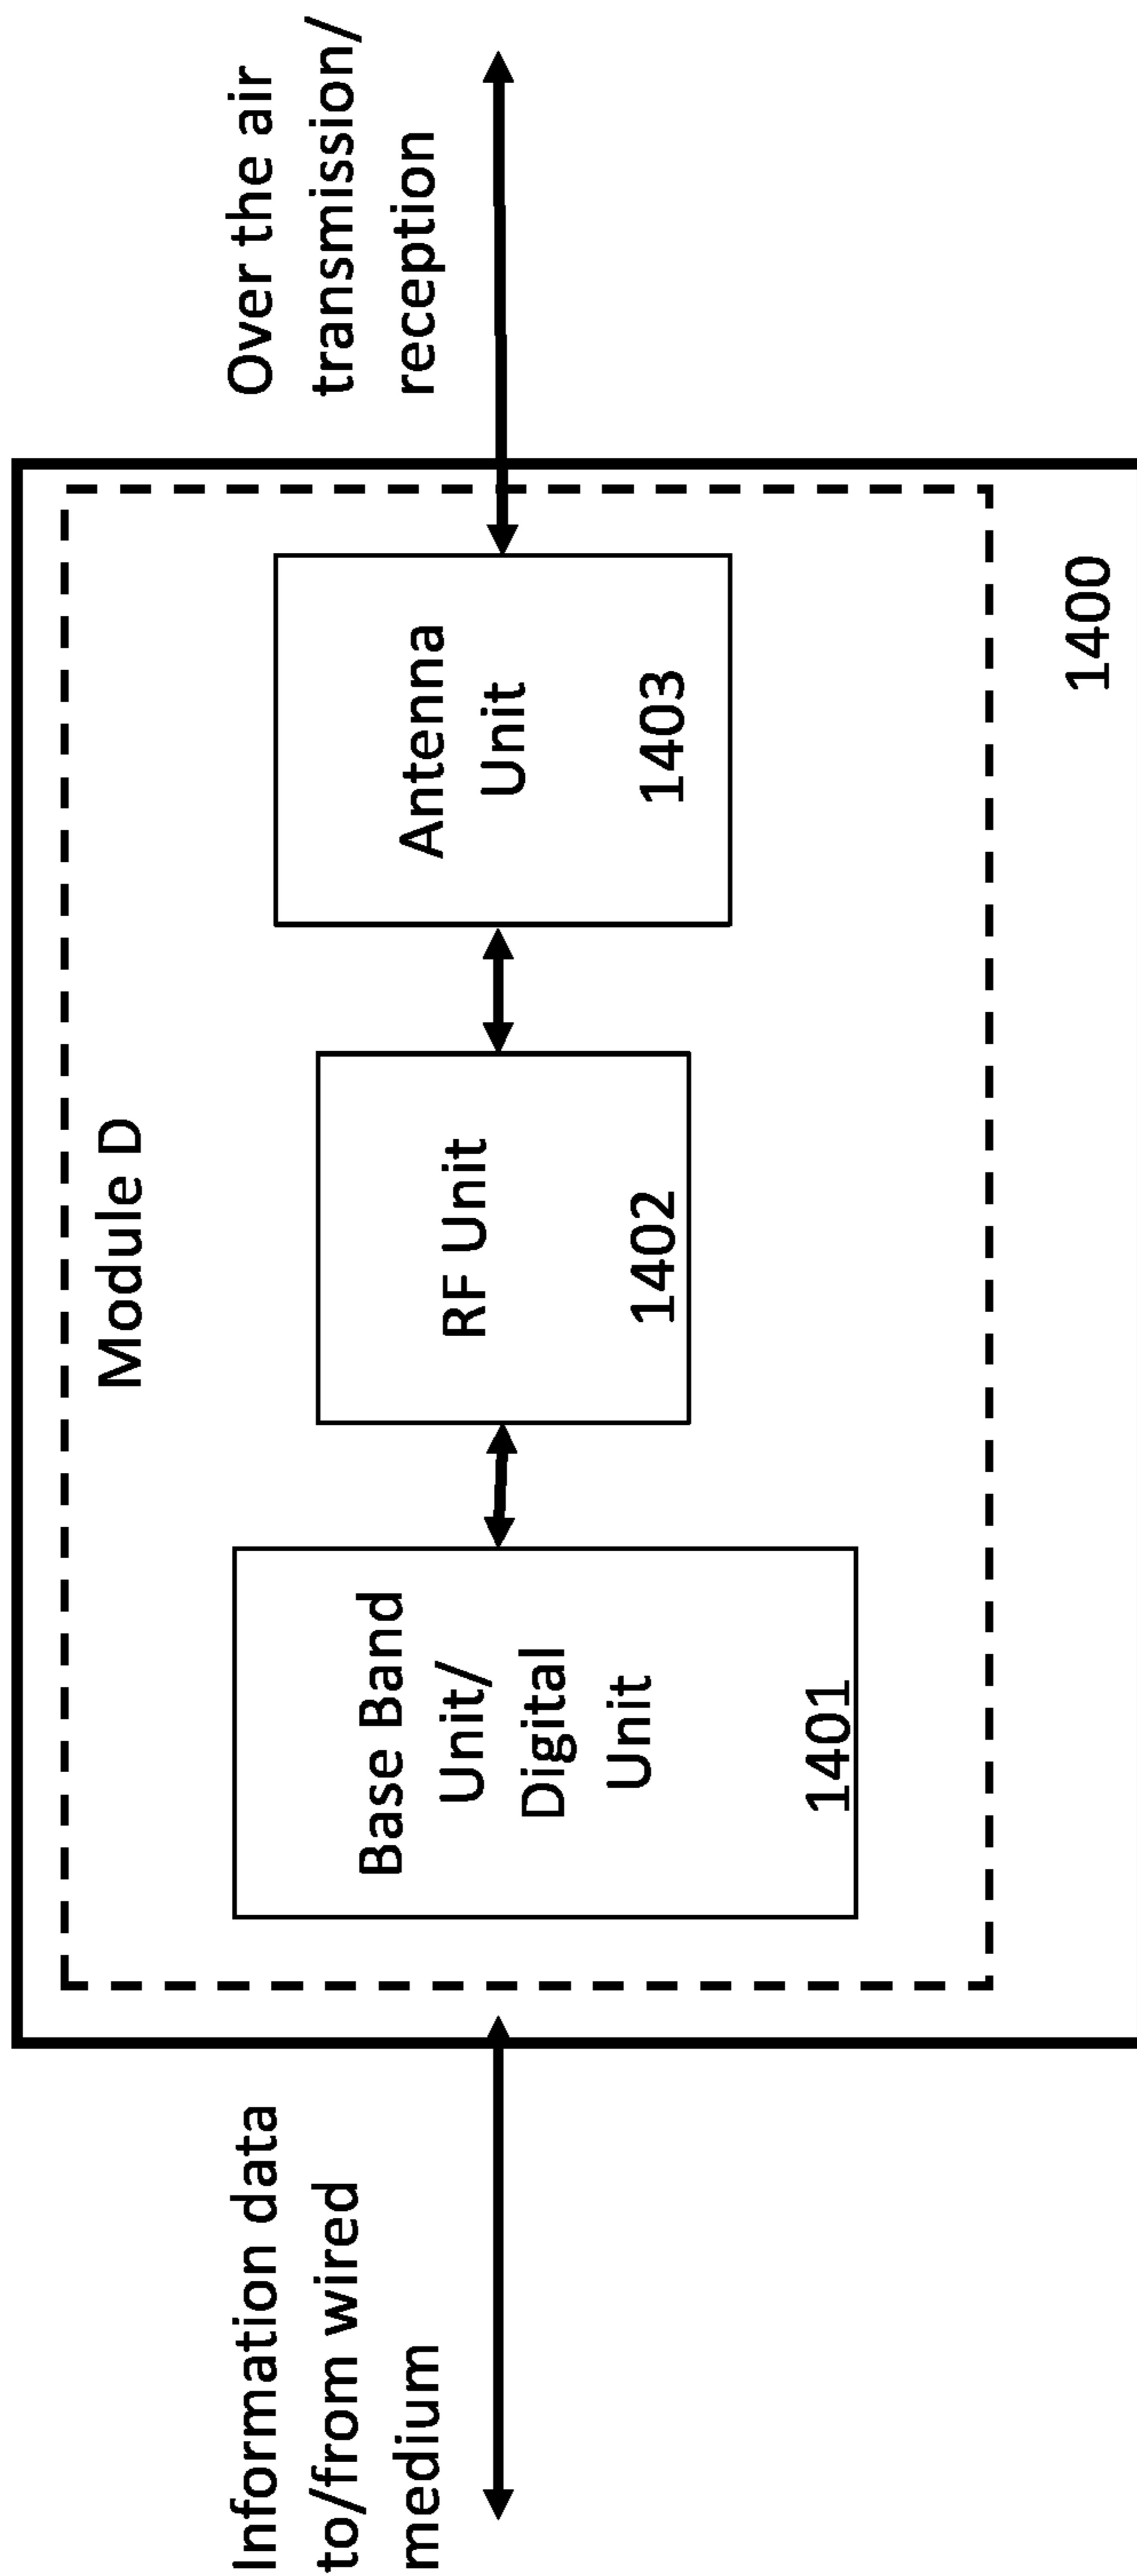 Information data
to/from wired
medium
Module D
Base Band
Unit/
Digital
Unit
1401
RF Unit
1402
Antenna
Unit
1403
1400
Over the air
transmission/
reception